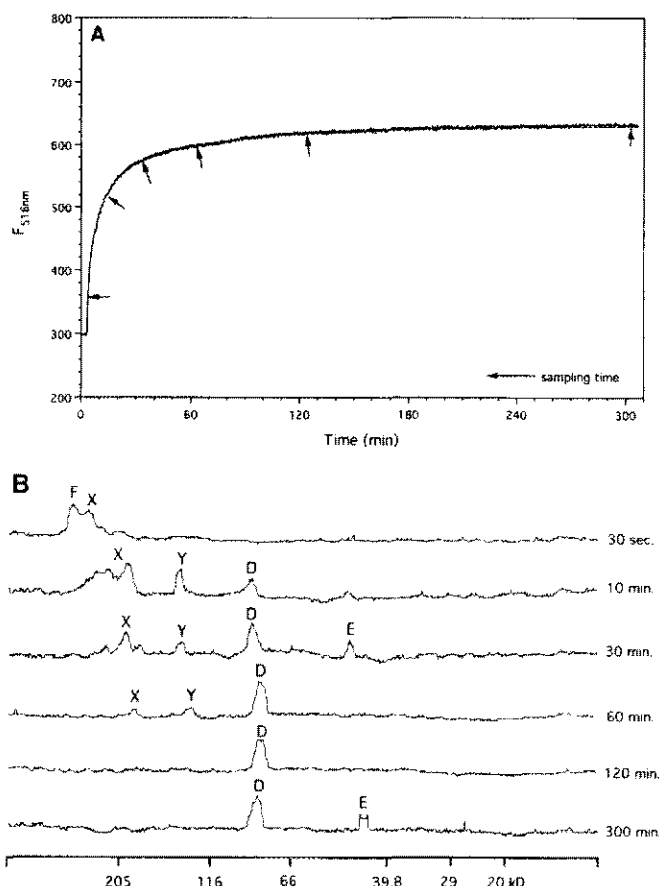 A
800
700
600
500
400
300
200
F516nm
0 60 120 180 240 300
sampling time
Time (min)
B
F X
30 sec.
X Y D
10 min.
X Y D E
30 min.
X Y D
60 min.
D
120 min.
D E
300 min.
205 116 66 39.8 29 20 kD